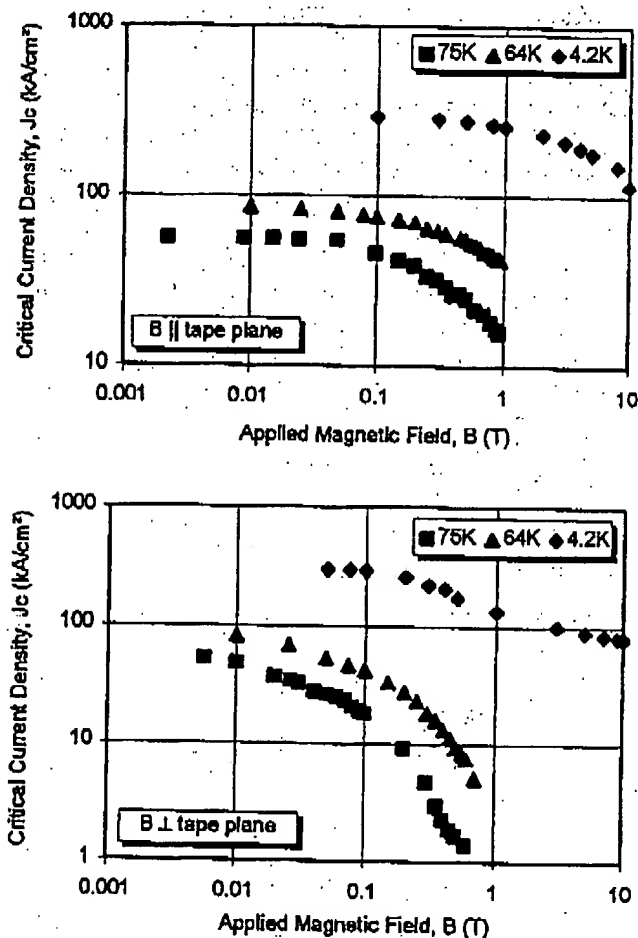 1000
■ 75K ▲ 64K ◆ 4.2K
100
10
Critical Current Density, Jc (kA/cm²)
B || tape plane
0.001 0.01 0.1 1 10
Applied Magnetic Field, B (T)
1000
■ 75K ▲ 64K ◆ 4.2K
100
10
1
Critical Current Density, Jc (kA/cm²)
B ⊥ tape plane
0.001 0.01 0.1 1 10
Applied Magnetic Field, B (T)